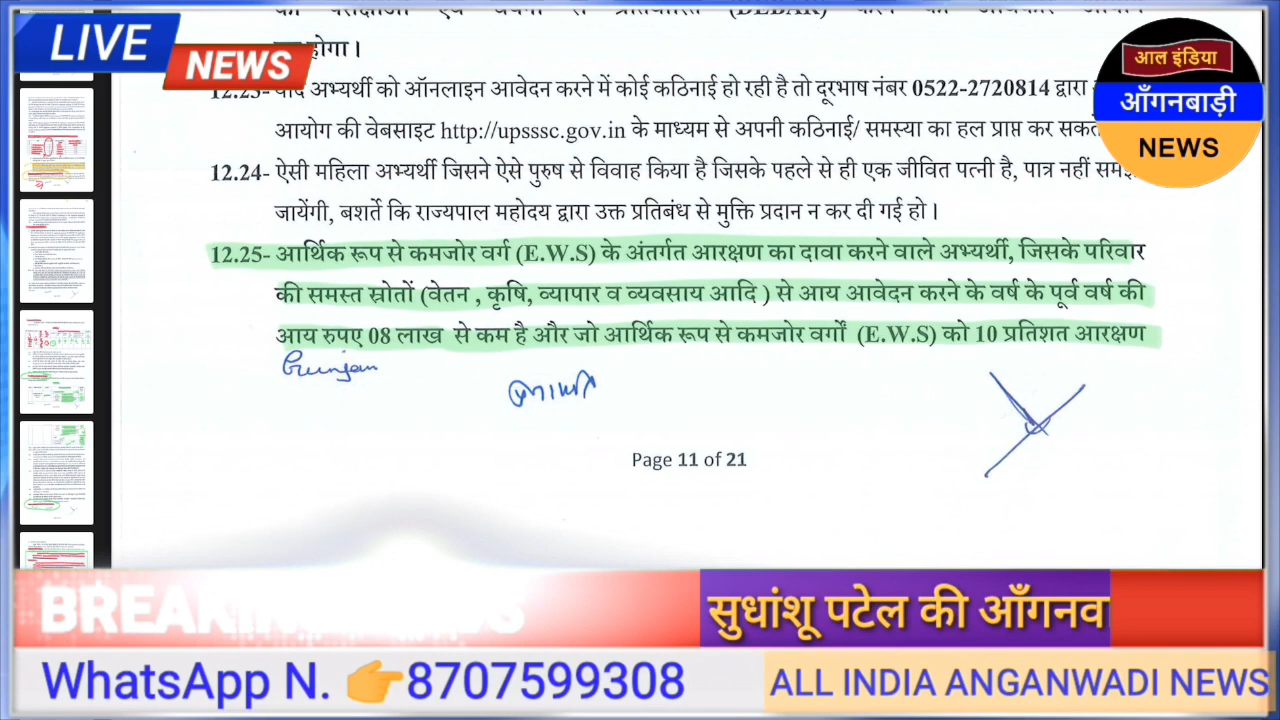 LIVE
NEWS
आल इंडिया
आँगनबाड़ी
NEWS
(DEBAR)
होगा।
12.23- यदि अभ्यर्थी को ऑनलाइन आवेदन करने में कोई कठिनाई हो रही है तो दूरभाष नंबर 0522-2720814 द्वारा
आयोग की वेबसाइट http://upsssc.gov.in के माध्यम से अपनी कठिनाई/ समस्या का हल प्राप्त कर सकते
12.24- ऐसी महिला अभ्यर्थी जिसने ऐसे पुरुष से विवाह किया है जिसके पहले से ही एक जीवित पत्नी है, पात्र नहीं समझी
जायेंगी, बशर्ते कि राज्यपाल महोदय द्वारा उक्त प्रतिबंध से मुक्ति प्रदान न कर दी गई हो।
12.25- आर्थिक रूप से कमजोर वर्ग (E.W.S) के अंतर्गत आरक्षण का दावा करने वाले अभ्यर्थी, जिसके परिवार
की समस्त स्रोतों (वेतन , कृषि, व्यापार व व्यवसाय आदि ) से आय आवेदन करने के वर्ष के पूर्व वर्ष की
आय रुपए 08 लाख से कम है और जो आर्थिक रूप से कमजोर वर्गों (E.W.S) को 10 प्रतिशत आरक्षण
Gunjan
Page 11 of 21
BREAKING NEWS
सुधांशू पटेल की आँगनव
WhatsApp N. 👉8707599308
ALL INDIA ANGANWADI NEWS